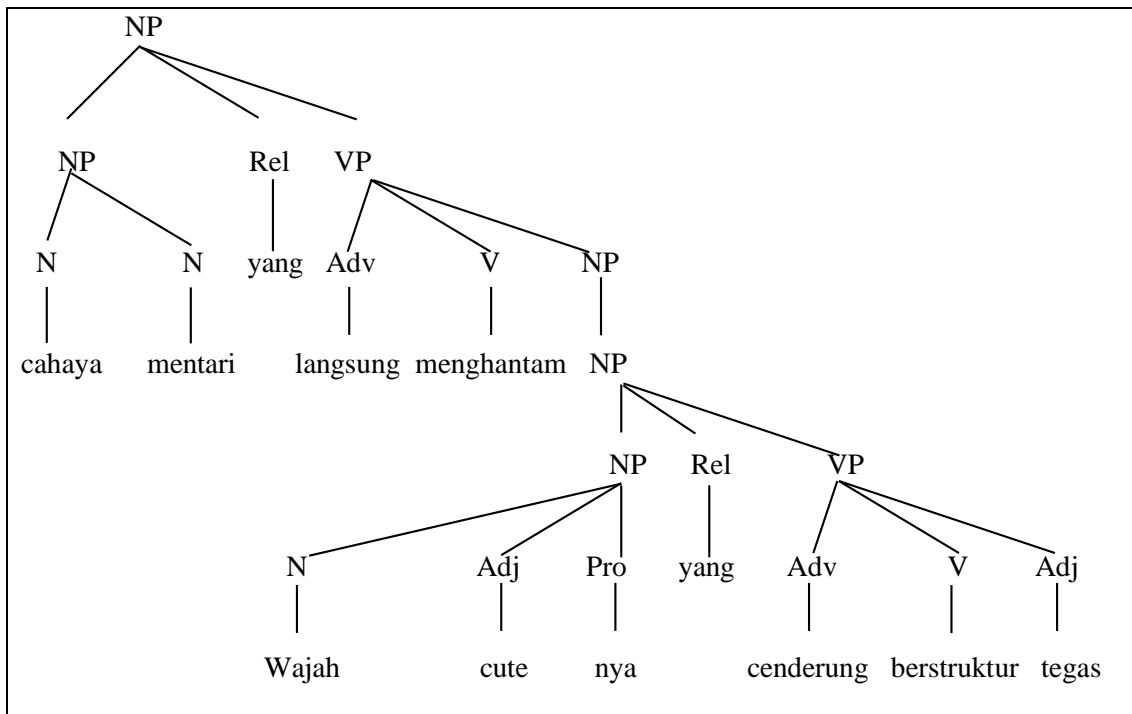 NP
NP Rel VP
N N yang Adv V NP
cahaya mentari langsung menghantam NP
NP Rel VP
N Adj Pro yang Adv V Adj
Wajah cute nya cenderung berstruktur tegas